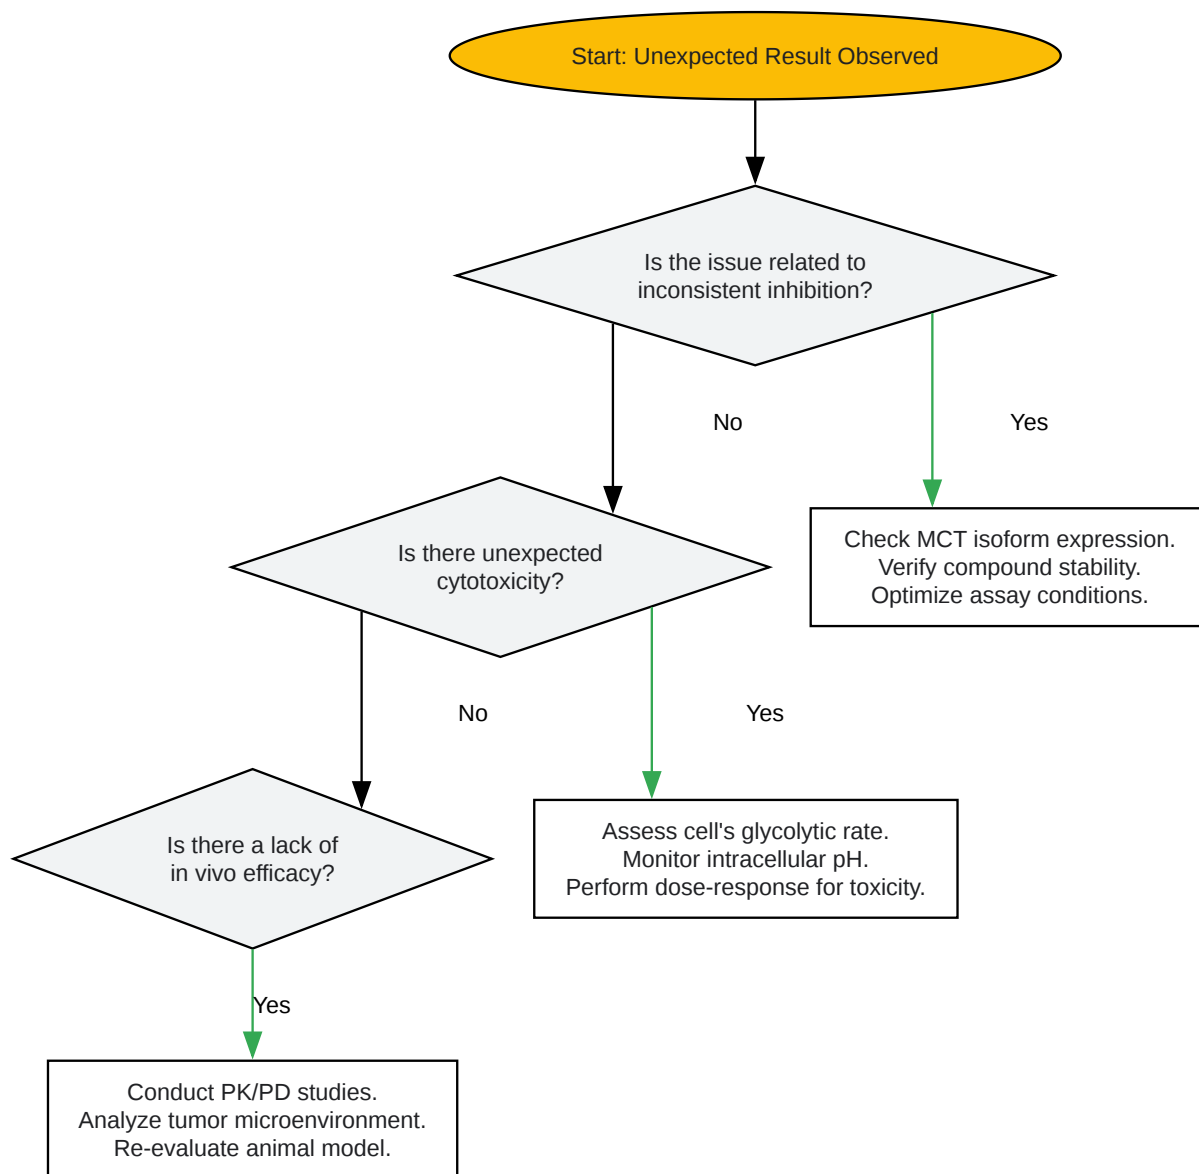 Start: Unexpected Result Observed
Is the issue related to
inconsistent inhibition?
No
Yes
Check MCT isoform expression.
Verify compound stability.
Optimize assay conditions.
Is there unexpected
cytotoxicity?
No
Yes
Assess cell's glycolytic rate.
Monitor intracellular pH.
Perform dose-response for toxicity.
Is there a lack of
in vivo efficacy?
Yes
Conduct PK/PD studies.
Analyze tumor microenvironment.
Re-evaluate animal model.